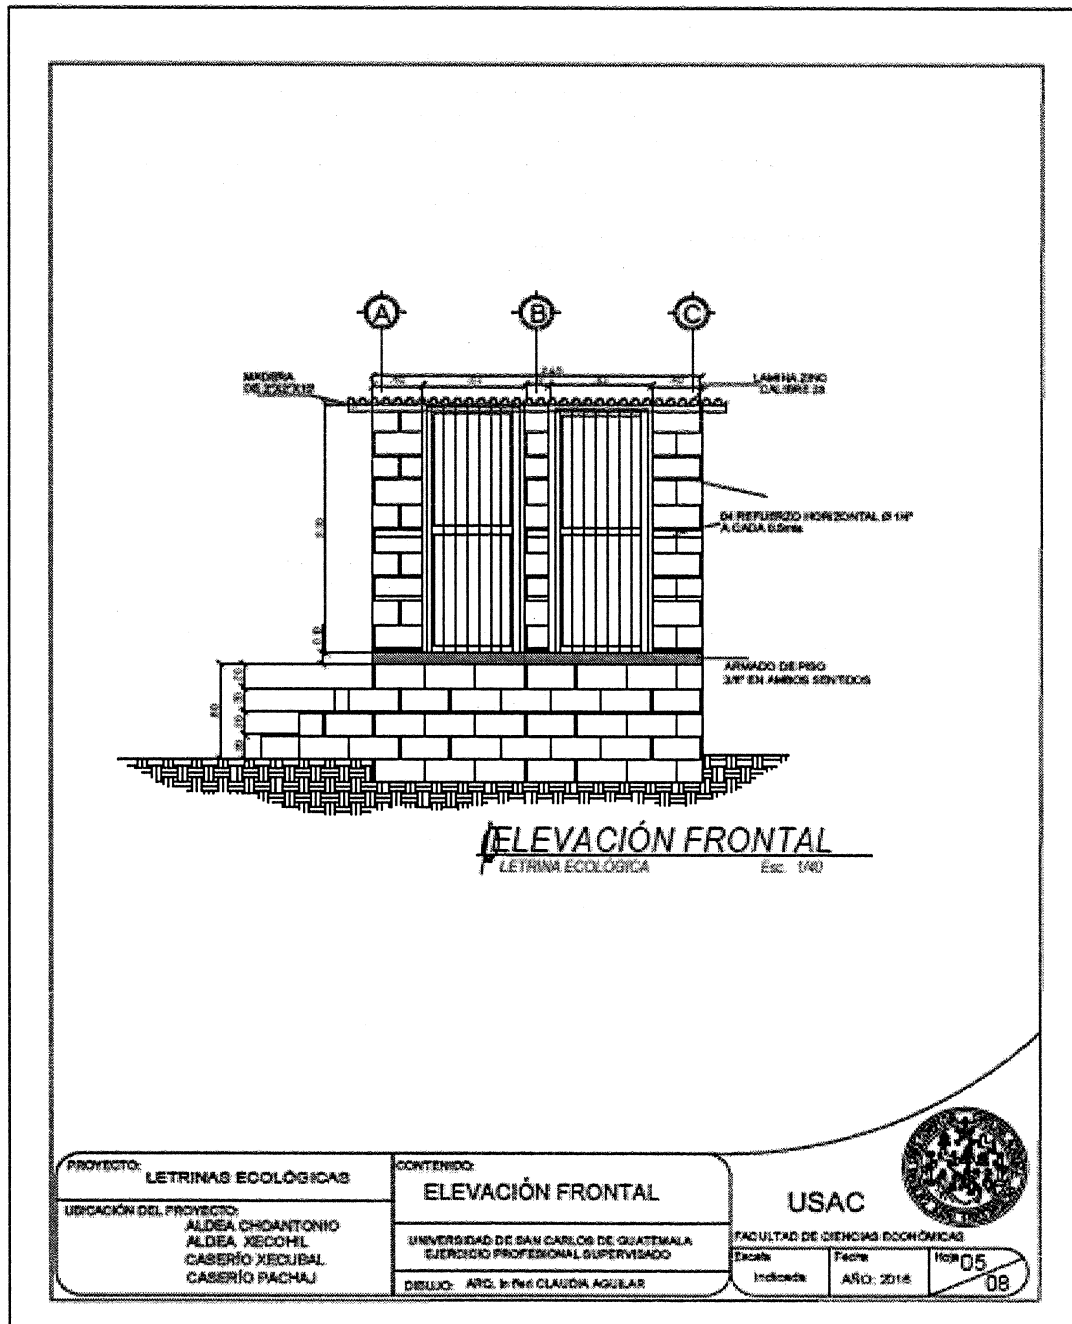 A
B
C
MADERA
LAMINA ZINC
CALIBRE 28
04 REFUERZO HORIZONTAL Ø 1/4"
A CADA
ARMADO DE PISO
3/8" EN AMBOS SENTIDOS
.80
ELEVACIÓN FRONTAL
LETRINA ECOLÓGICA Esc. 1/40
PROYECTO: LETRINAS ECOLÓGICAS
UBICACIÓN DEL PROYECTO:
ALDEA CHOANTONIO
ALDEA XECOHIL
CASERÍO XECUBAL
CASERÍO PACHAJ
CONTENIDO:
ELEVACIÓN FRONTAL
UNIVERSIDAD DE SAN CARLOS DE GUATEMALA
EJERCICIO PROFESIONAL SUPERVISADO
DIBUJO: ARQ. CLAUDIA AGUILAR
USAC
FACULTAD DE CIENCIAS ECONÓMICAS
Escala
Indicada
Fecha
AÑO: 2016
Hoja 05
08